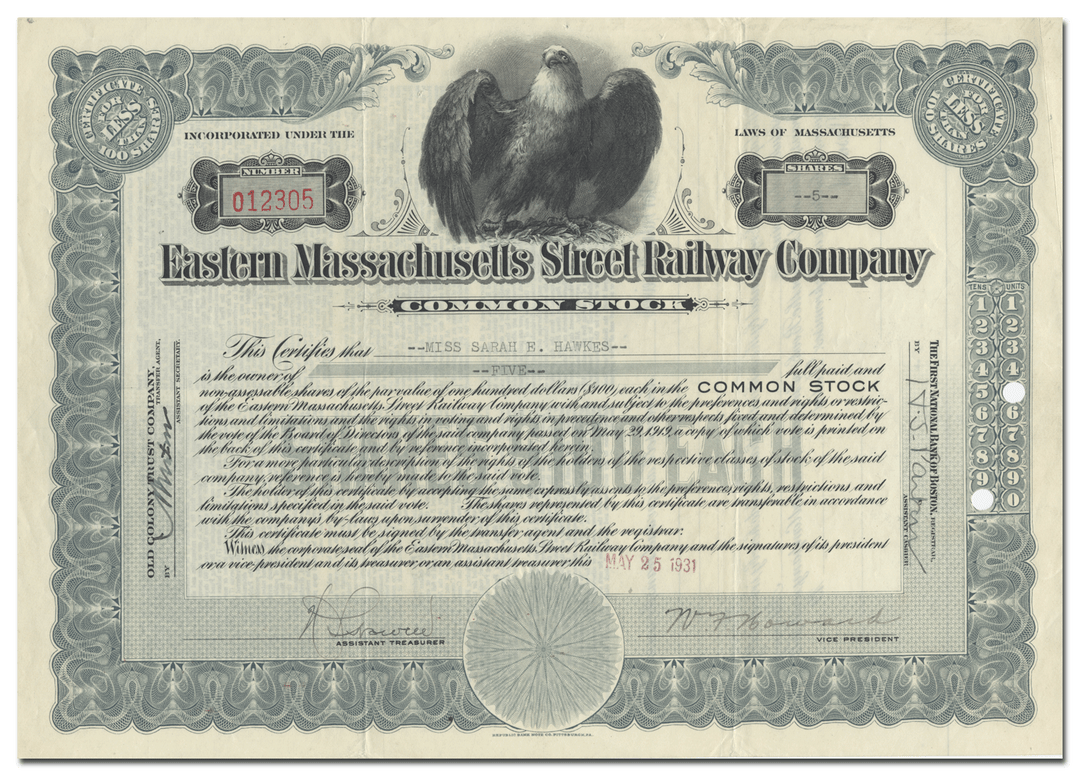 CERTIFICATE FOR LESS THAN 100 SHARES
CERTIFICATE FOR LESS THAN 100 SHARES
INCORPORATED UNDER THE LAWS OF MASSACHUSETTS
NUMBER
012305
SHARES
--5--
Eastern Massachusetts Street Railway Company
COMMON STOCK
This Certifies that --MISS SARAH E. HAWKES--
is the owner of --FIVE-- full paid and
non-assessable shares of the par value of one hundred dollars ($100) each in the COMMON STOCK
of the Eastern Massachusetts Street Railway Company with and subject to the preferences and rights or restric-
tions and limitations and the rights in voting and rights in precedence and other respects fixed and determined by
the vote of the Board of Directors of the said company passed on May 29, 1919, a copy of which vote is printed on
the back of this certificate and by reference incorporated herein.
For a more particular description of the rights of the holders of the respective classes of stock of the said
company, reference is hereby made to the said vote.
The holder of this certificate by accepting the same expressly assents to the preferences, rights, restrictions and
limitations specified in the said vote. The shares represented by this certificate are transferable in accordance
with the company's by-laws upon surrender of this certificate.
This certificate must be signed by the transfer agent and the registrar.
Witness the corporate seal of the Eastern Massachusetts Street Railway Company and the signatures of its president
or a vice president and its treasurer or an assistant treasurer this MAY 25 1931
ASSISTANT TREASURER
VICE PRESIDENT
OLD COLONY TRUST COMPANY,
TRANSFER AGENT,
BY
ASSISTANT SECRETARY.
THE FIRST NATIONAL BANK OF BOSTON, REGISTRAR,
BY
ASSISTANT CASHIER
TENS UNITS
1 1
2 2
3 3
4 4
5
6 6
7 7
8 8
9 9
0
REPUBLIC BANK NOTE CO. PITTSBURGH, PA.